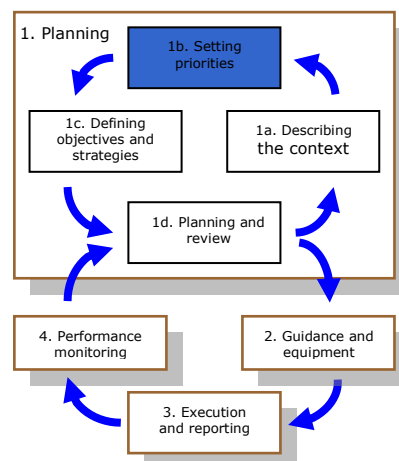 1. Planning
1b. Setting
priorities
1c. Defining
objectives and
strategies
1a. Describing
the context
1d. Planning and
review
4. Performance
monitoring
2. Guidance and
equipment
3. Execution
and reporting